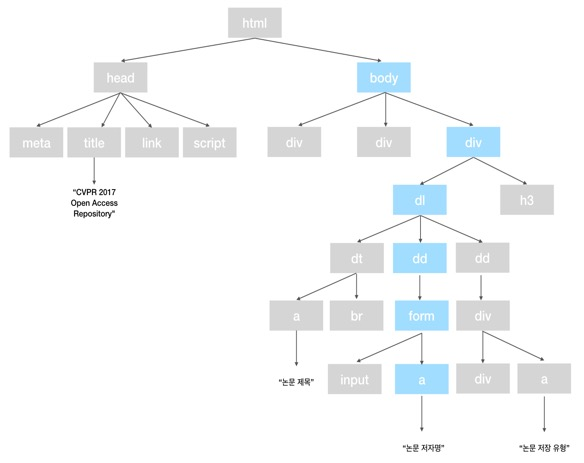 html
head
body
meta
title
link
script
div
div
div
"CVPR 2017
Open Access
Repository"
dl
h3
dt
dd
dd
a
br
form
div
"논문 제목"
input
a
div
a
"논문 저자명"
"논문 저장 유형"